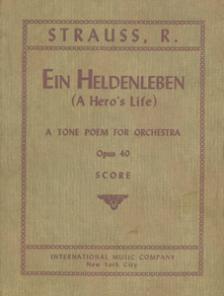 STRAUSS, R.
EIN HELDENLEBEN
(A Hero's Life)
A TONE POEM FOR ORCHESTRA
Opus 40
SCORE
INTERNATIONAL MUSIC COMPANY
New York City